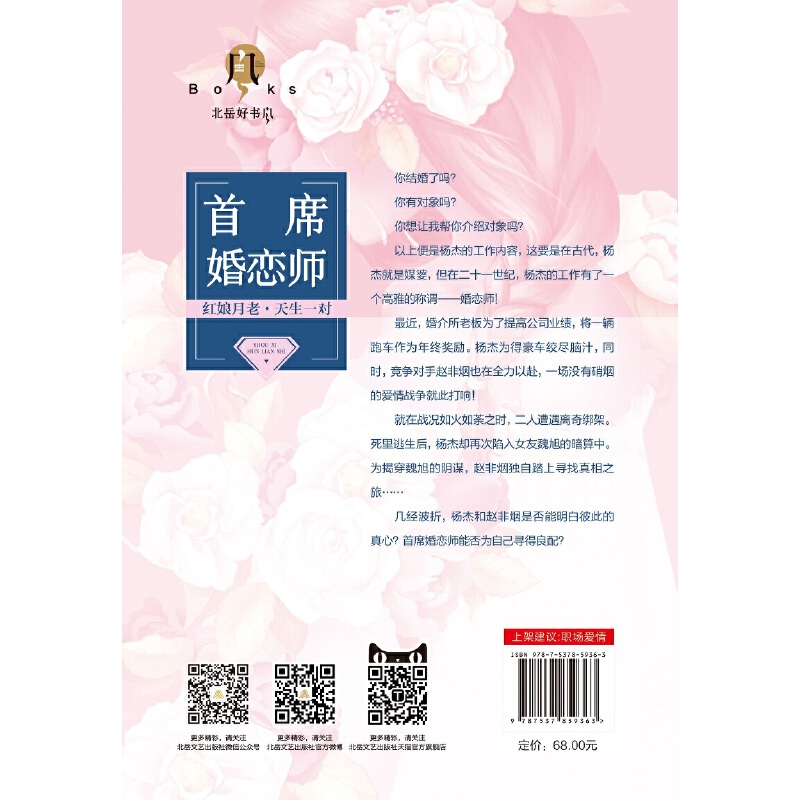 Books
北岳好书
首席
婚恋师
红娘月老·天生一对
SHOU XI
HUN LIAN SHI
你结婚了吗?
你有对象吗?
你想让我帮你介绍对象吗?
以上便是杨杰的工作内容,这要是在古代,杨
杰就是媒婆,但在二十一世纪,杨杰的工作有了一
个高雅的称谓——婚恋师!
最近,婚介所老板为了提高公司业绩,将一辆
跑车作为年终奖励。杨杰为得豪车绞尽脑汁,同
时,竞争对手赵非烟也在全力以赴,一场没有硝烟
的爱情战争就此打响!
就在战况如火如荼之时,二人遭遇离奇绑架。
死里逃生后,杨杰却再次陷入女友魏旭的暗算中。
为揭穿魏旭的阴谋,赵非烟独自踏上寻找真相之
旅……
几经波折,杨杰和赵非烟是否能明白彼此的
真心?首席婚恋师能否为自己寻得良配?
上架建议:职场爱情
ISBN 978-7-5378-5936-3
9 787537 859363 >
定价:68.00元
更多精彩,请关注
北岳文艺出版社微信公众号
更多精彩,请关注
北岳文艺出版社官方微博
更多精彩,请关注
北岳文艺出版社天猫官方旗舰店